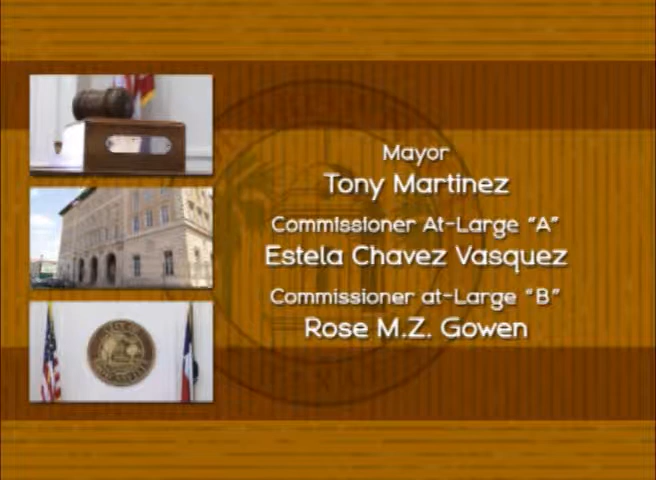 Mayor
Tony Martinez
Commissioner At-Large "A"
Estela Chavez Vasquez
Commissioner at-Large "B"
Rose M.Z. Gowen